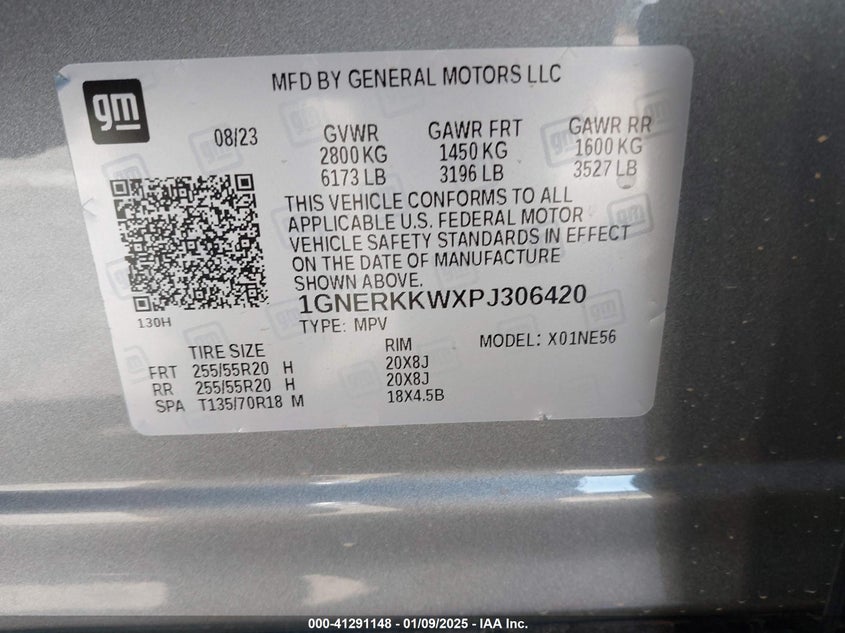 MFD BY GENERAL MOTORS LLC
gm
08/23
GVWR GAWR FRT GAWR RR
2800 KG 1450 KG 1600 KG
6173 LB 3196 LB 3527 LB
THIS VEHICLE CONFORMS TO ALL
APPLICABLE U.S. FEDERAL MOTOR
VEHICLE SAFETY STANDARDS IN EFFECT
ON THE DATE OF MANUFACTURE
SHOWN ABOVE.
1GNERKKWXPJ306420
130H
TYPE: MPV
MODEL: X01NE56
TIRE SIZE RIM
FRT 255/55R20 H 20X8J
RR 255/55R20 H 20X8J
SPA T135/70R18 M 18X4.5B
000-41291148 - 01/09/2025 - IAA Inc.